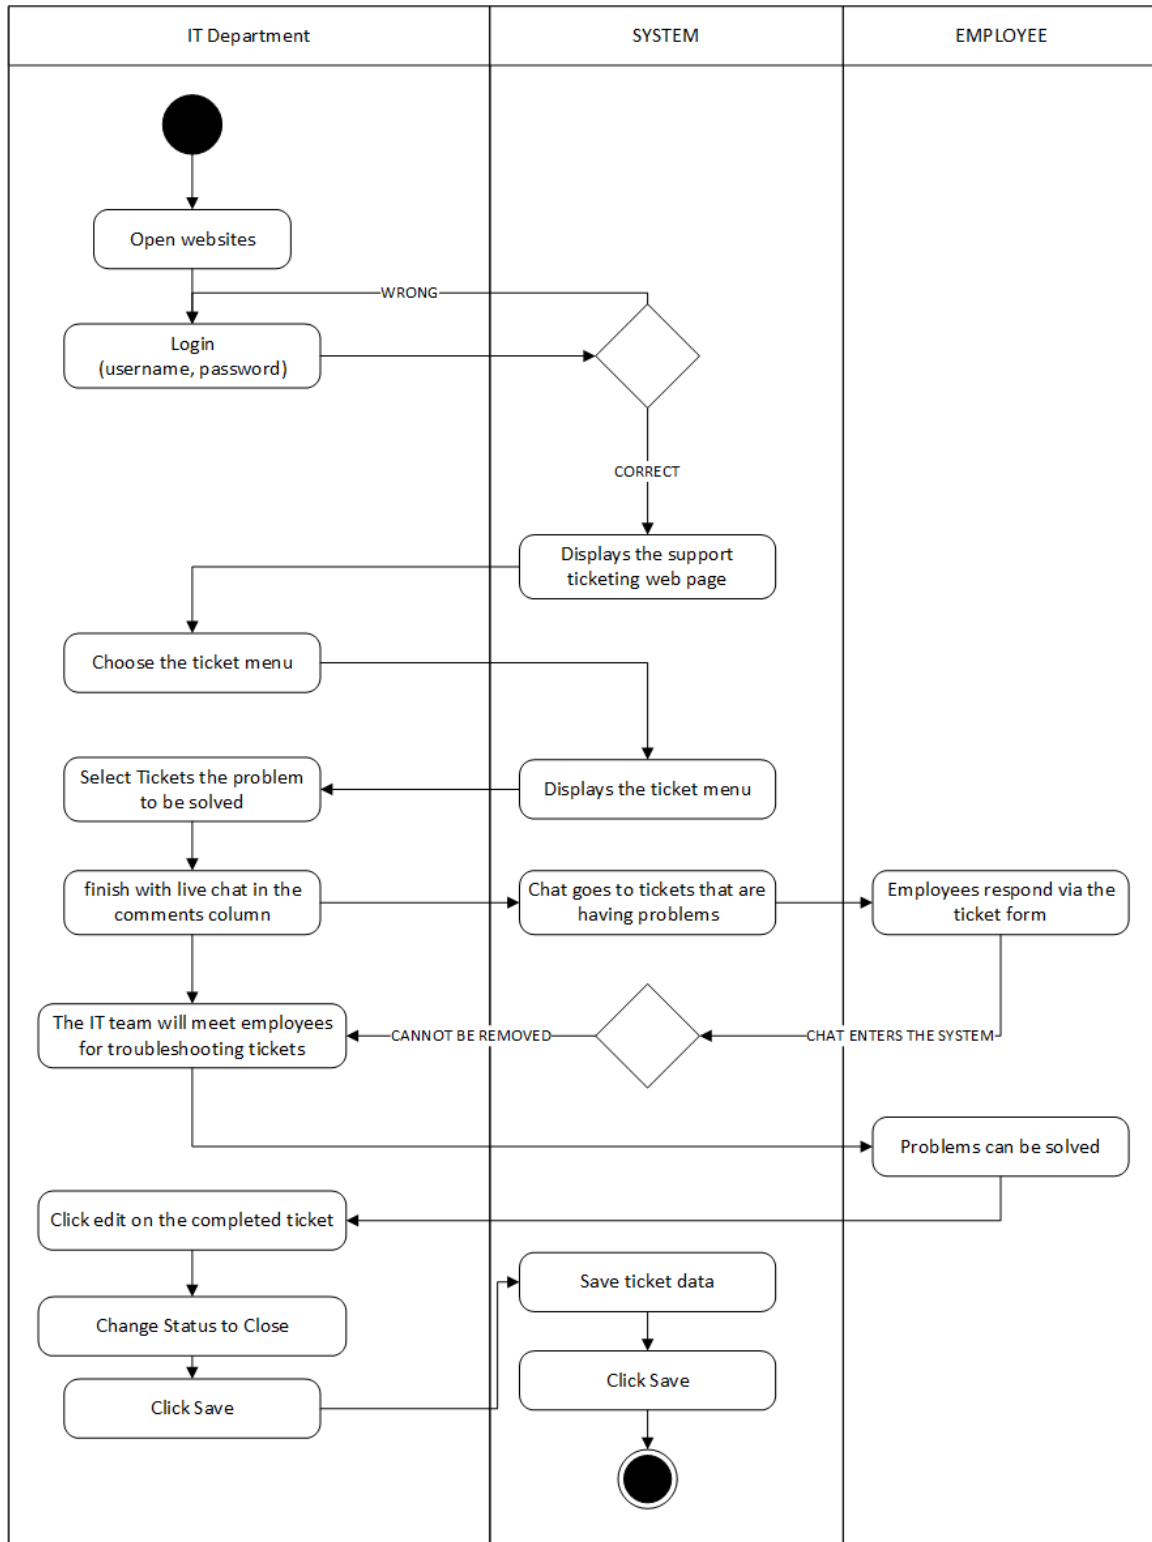 IT Department
SYSTEM
EMPLOYEE
Open websites
WRONG
Login
(username, password)
CORRECT
Displays the support
ticketing web page
Choose the ticket menu
Select Tickets the problem
to be solved
Displays the ticket menu
finish with live chat in the
comments column
Chat goes to tickets that are
having problems
Employees respond via the
ticket form
The IT team will meet employees
for troubleshooting tickets
CANNOT BE REMOVED
CHAT ENTERS THE SYSTEM
Problems can be solved
Click edit on the completed ticket
Save ticket data
Change Status to Close
Click Save
Click Save